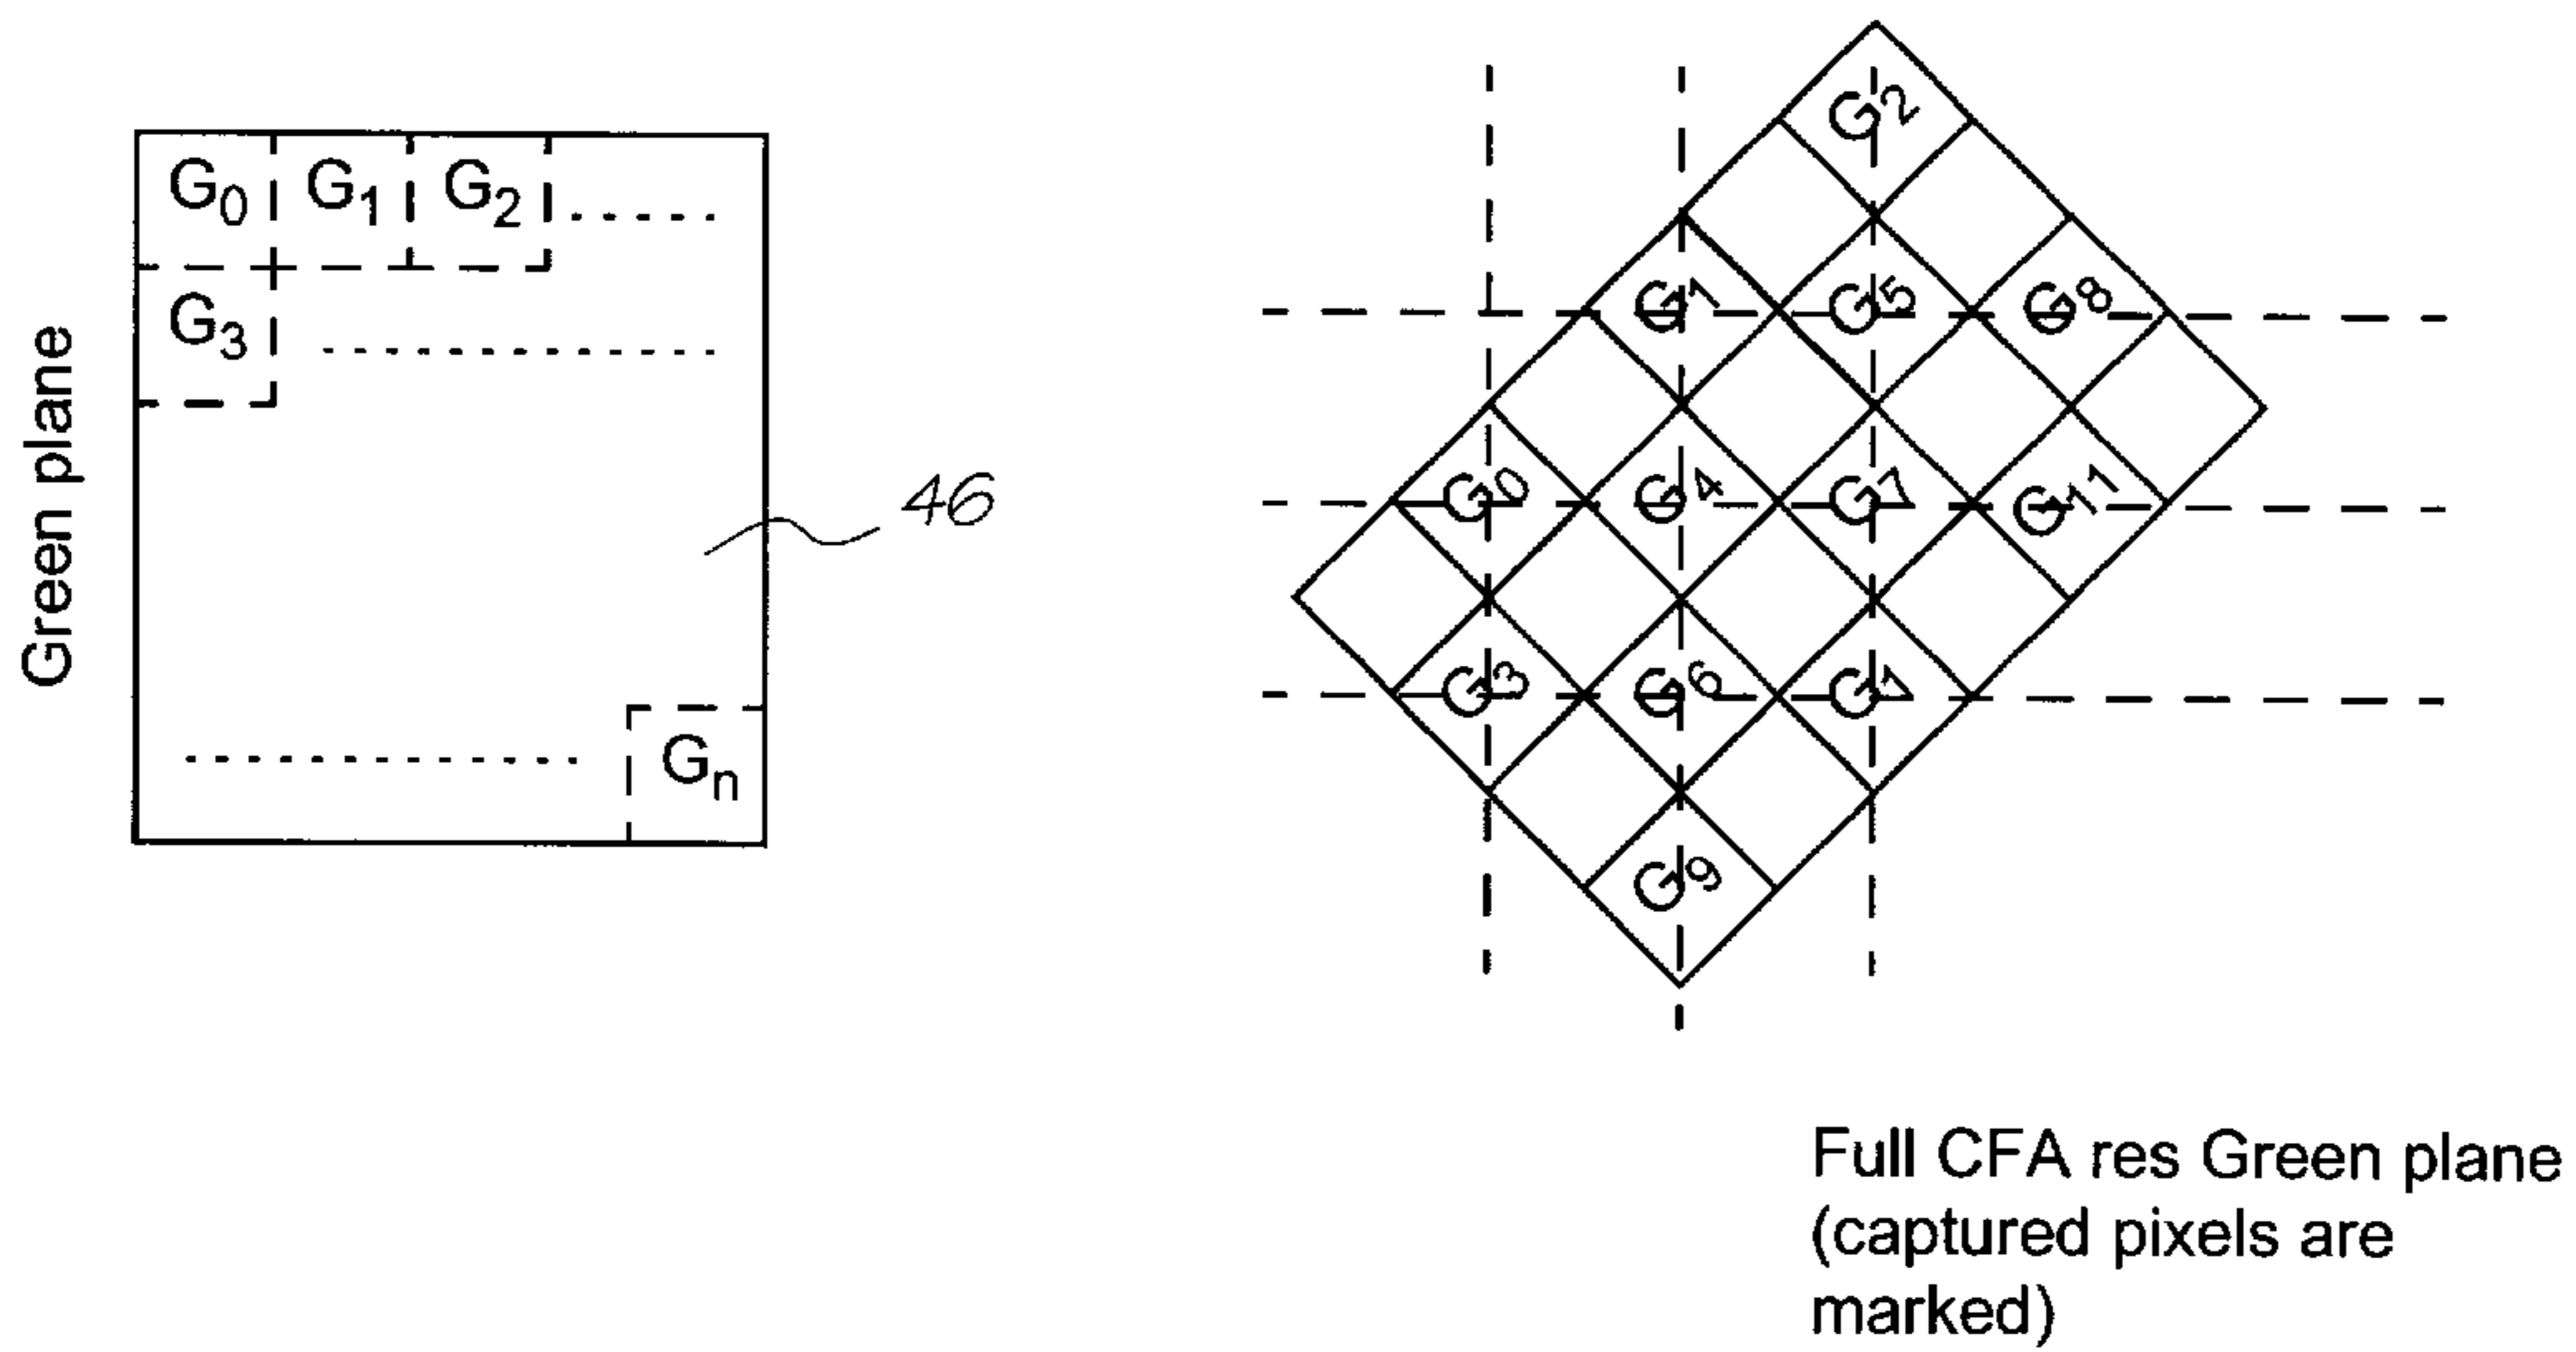 Green plane
G0 G1 G2
G3
Gn
46
G2
G1 G5 G8
G0 G4 G7 G11
G3 G6 G1
G9
Full CFA res Green plane
(captured pixels are
marked)